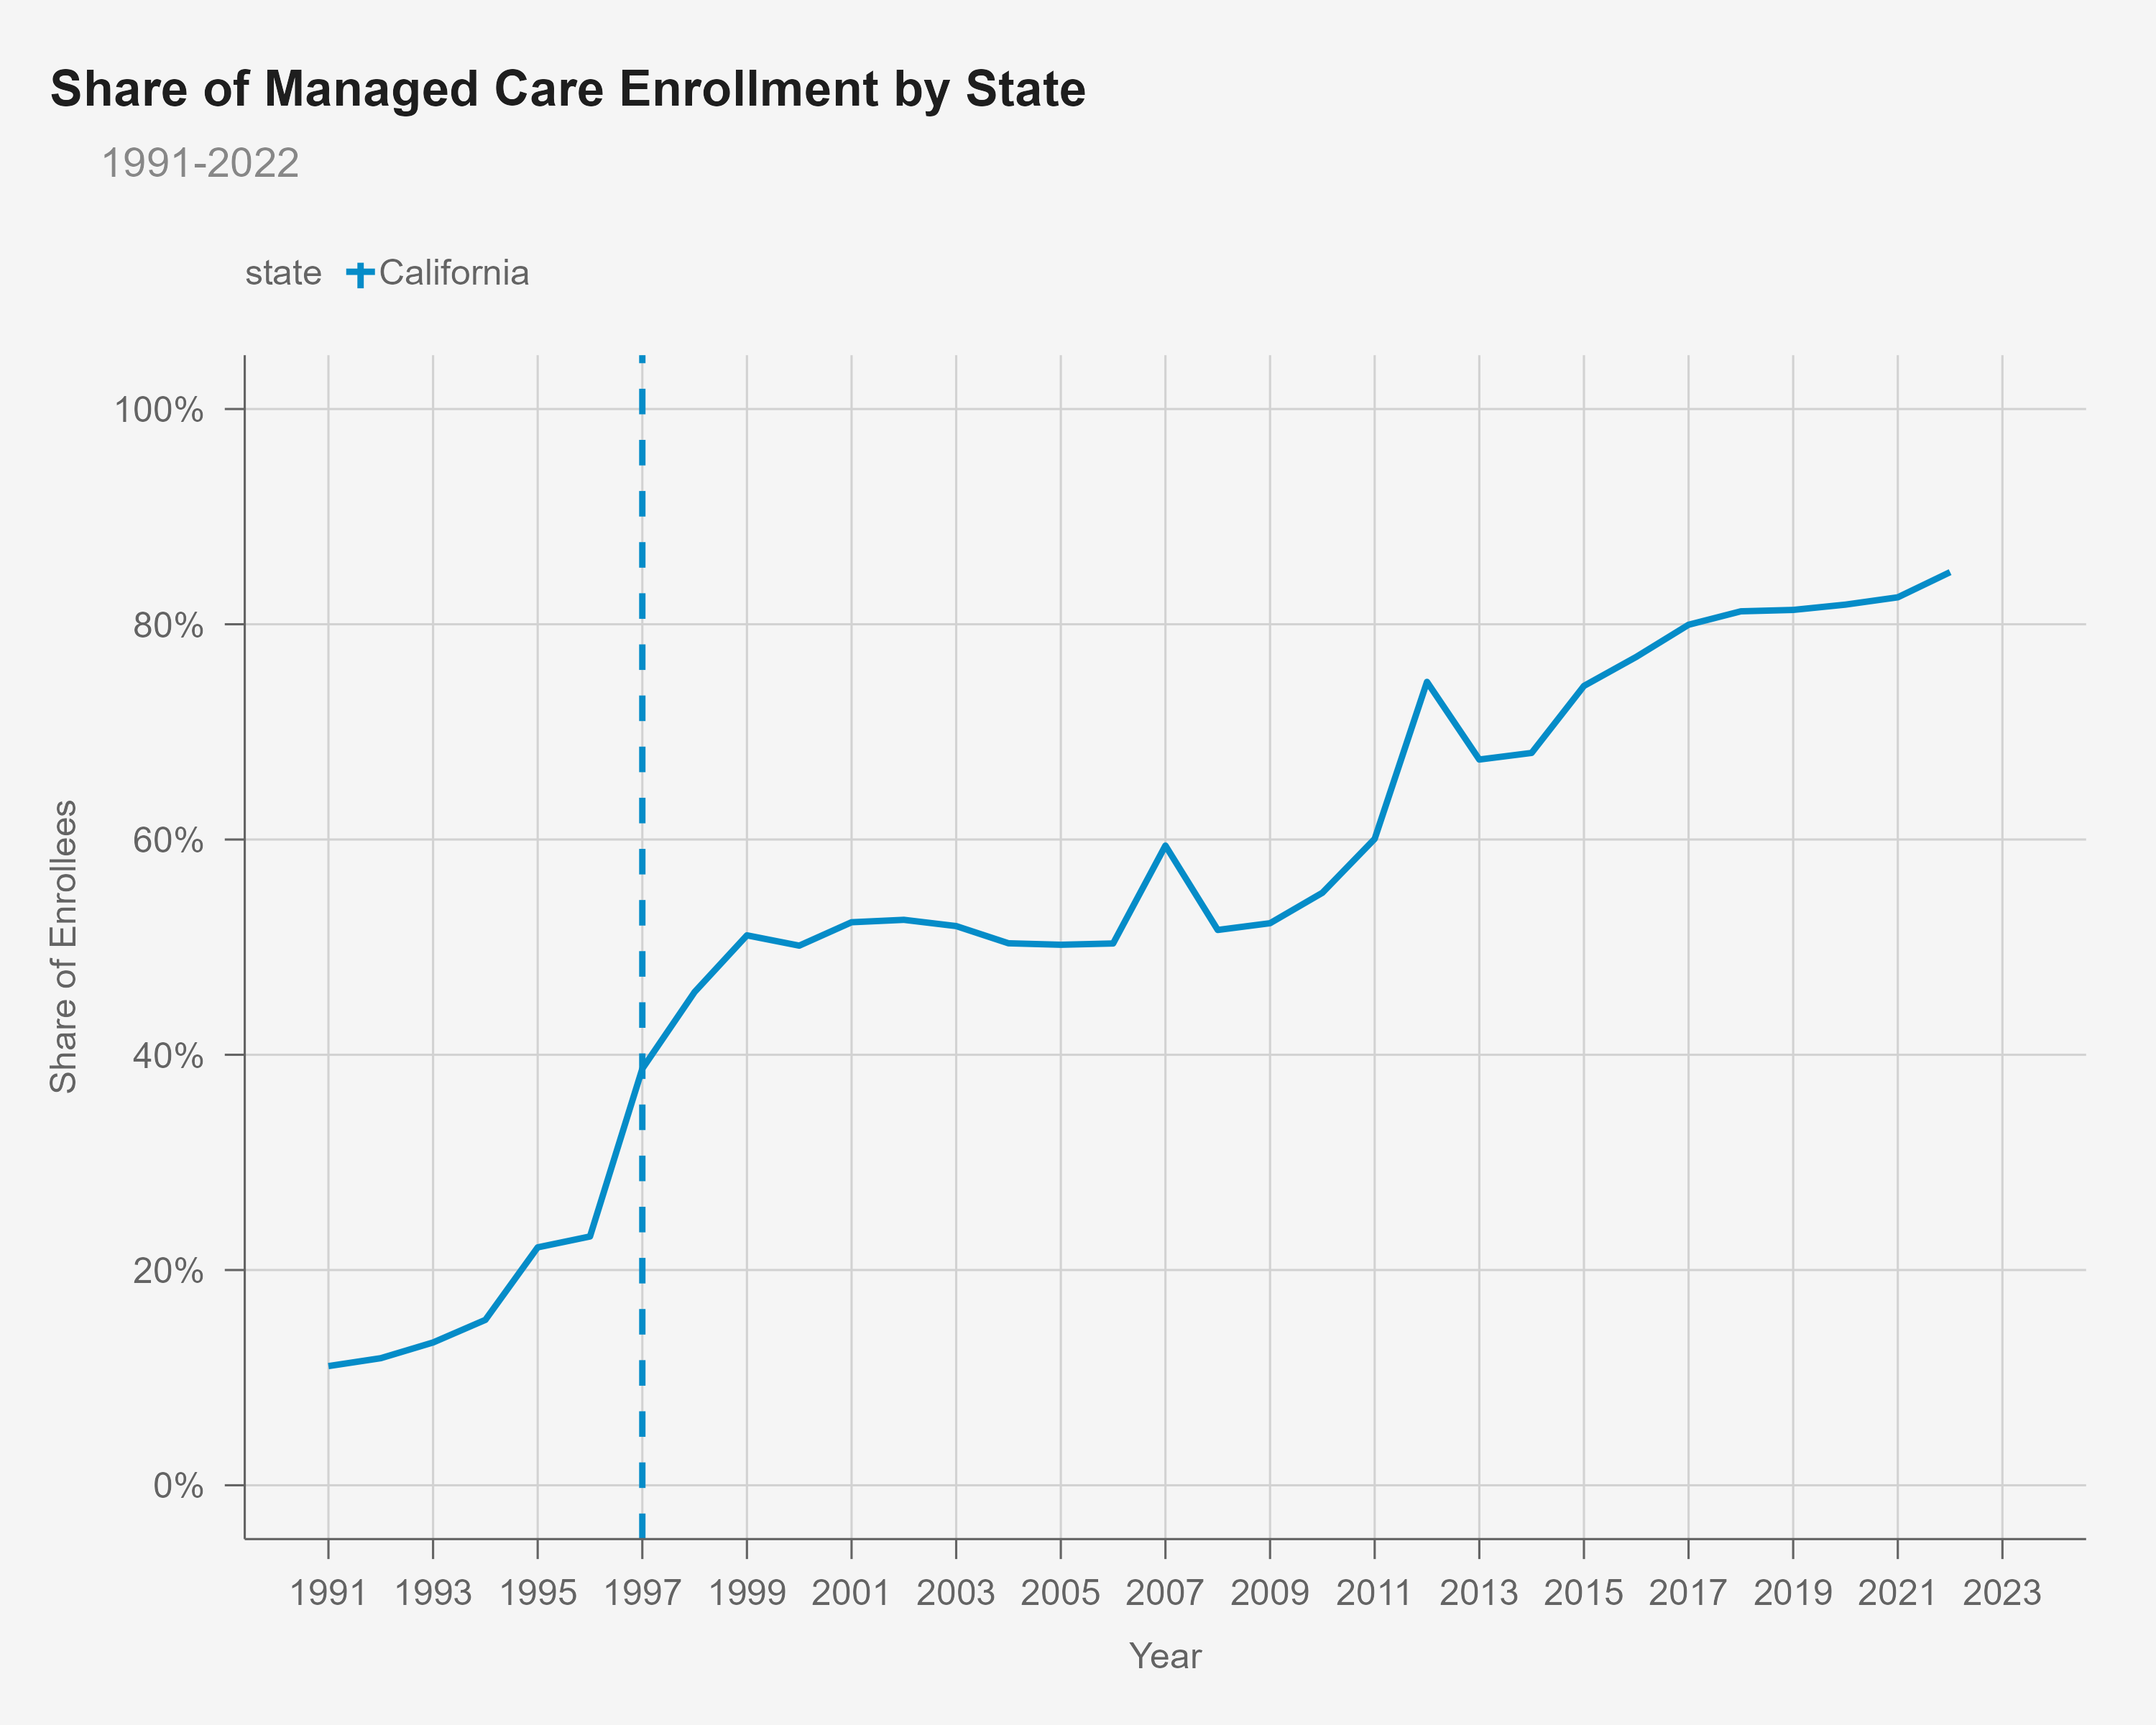 Share of Managed Care Enrollment by State
1991-2022
state California
100%
80%
60%
40%
20%
0%
Share of Enrollees
1991 1993 1995 1997 1999 2001 2003 2005 2007 2009 2011 2013 2015 2017 2019 2021 2023
Year